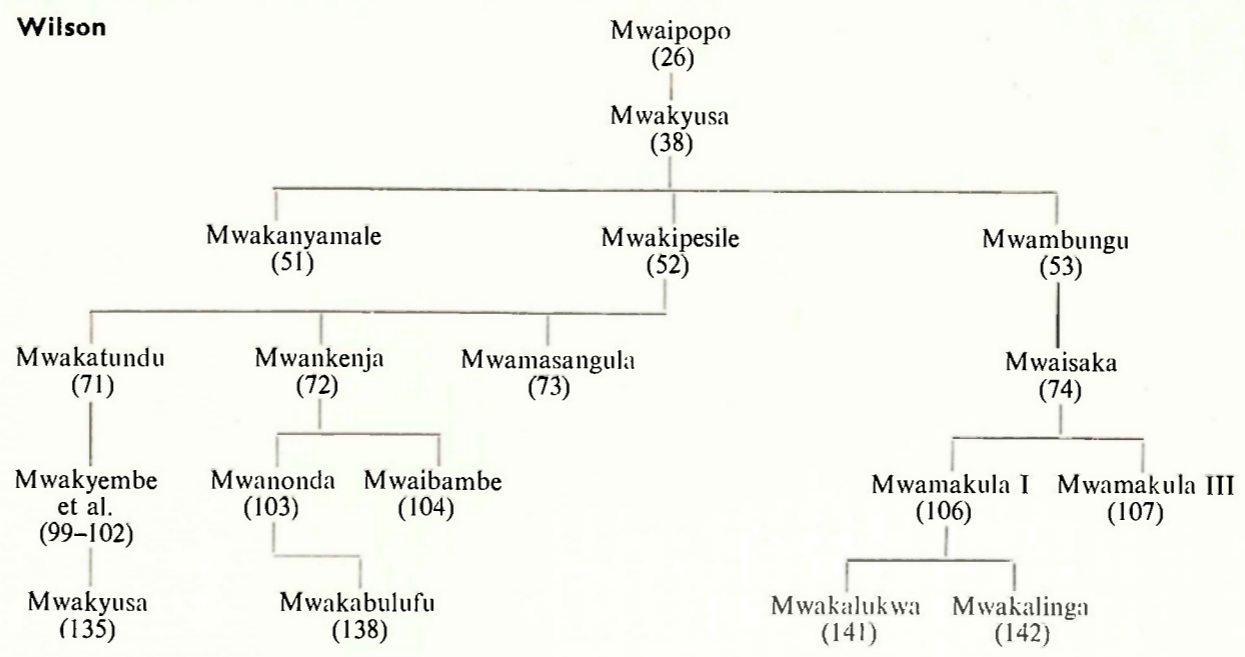 Wilson
Mwaipopo
(26)
Mwakyusa
(38)
Mwakanyamale
(51)
Mwakipesile
(52)
Mwambungu
(53)
Mwakatundu
(71)
Mwankenja
(72)
Mwamasangula
(73)
Mwaisaka
(74)
Mwakyembe
et al.
(99–102)
Mwanonda
(103)
Mwaibambe
(104)
Mwamakula I
(106)
Mwamakula III
(107)
Mwakyusa
(135)
Mwakabulufu
(138)
Mwakalukwa
(141)
Mwakalinga
(142)